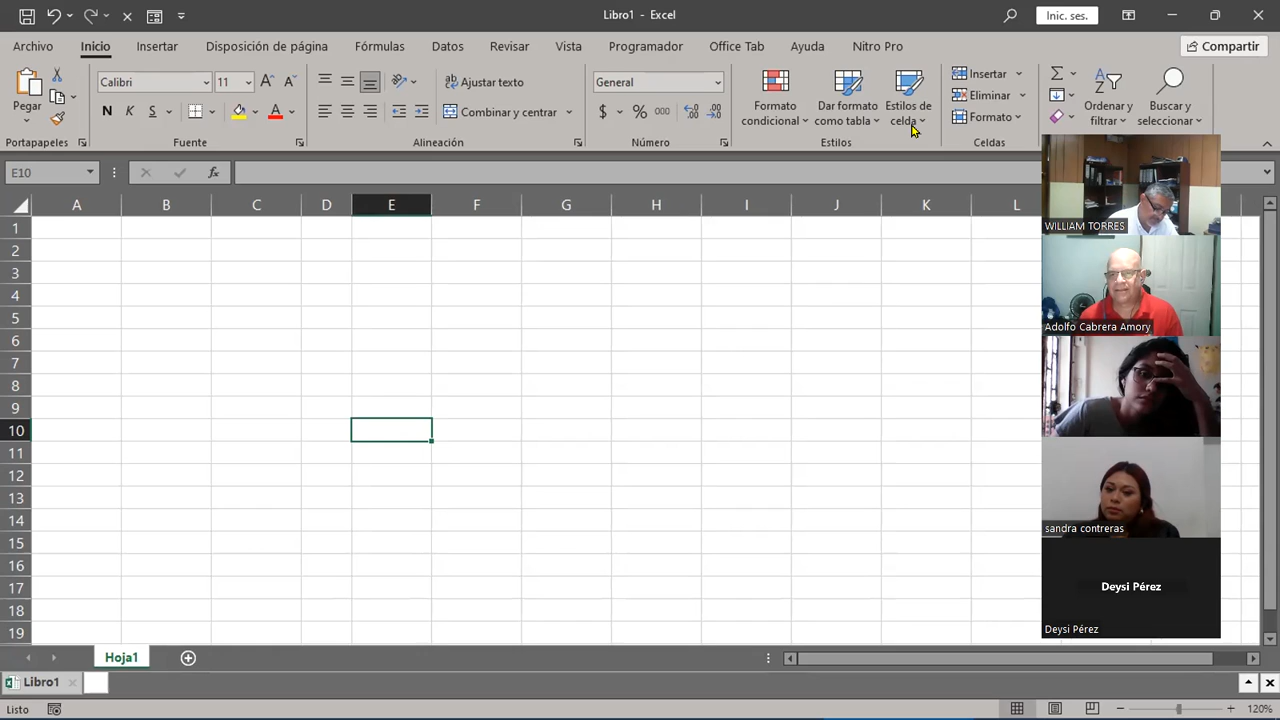 Libro1 - Excel
Inic. ses.
Archivo Inicio Insertar Disposición de página Fórmulas Datos Revisar Vista Programador Office Tab Ayuda Nitro Pro Compartir
Pegar
Calibri 11
N K S
Ajustar texto
Combinar y centrar
General
$ % 000
Formato condicional
Dar formato como tabla
Estilos de celda
Insertar
Eliminar
Formato
Ordenar y filtrar
Buscar y seleccionar
Portapapeles Fuente Alineación Número Estilos Celdas
E10 fx
A B C D E F G H I J K L
1
2
3
4
5
6
7
8
9
10
11
12
13
14
15
16
17
18
19
WILLIAM TORRES
Adolfo Cabrera Amory
sandra contreras
Deysi Pérez
Deysi Pérez
Hoja1
Libro1
Listo 120%